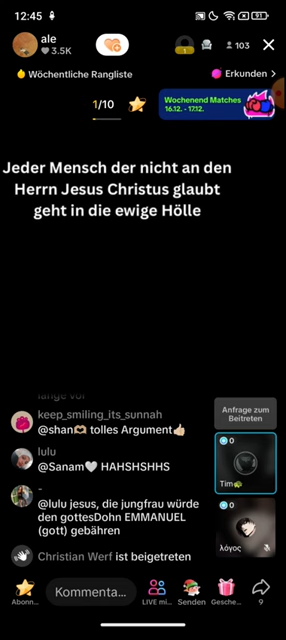 12:45
91
ale
3.5K
1
103
Wöchentliche Rangliste
Erkunden >
1/10
Wochenend Matches
16.12. - 17.12.
Jeder Mensch der nicht an den
Herrn Jesus Christus glaubt
geht in die ewige Hölle
lange vor
keep_smiling_its_sunnah
@shan🫶🏽 tolles Argument👍🏼
lulu
@Sanam🤍 HAHSHSHHS
-
@lulu jesus, die jungfrau würde
den gottesDohn EMMANUEL
(gott) gebähren
Christian Werf ist beigetreten
Anfrage zum
Beitreten
0
Tim🐢
0
λόγος
Kommenta...
Abonn...
LIVE mi...
Senden
Gesche...
9